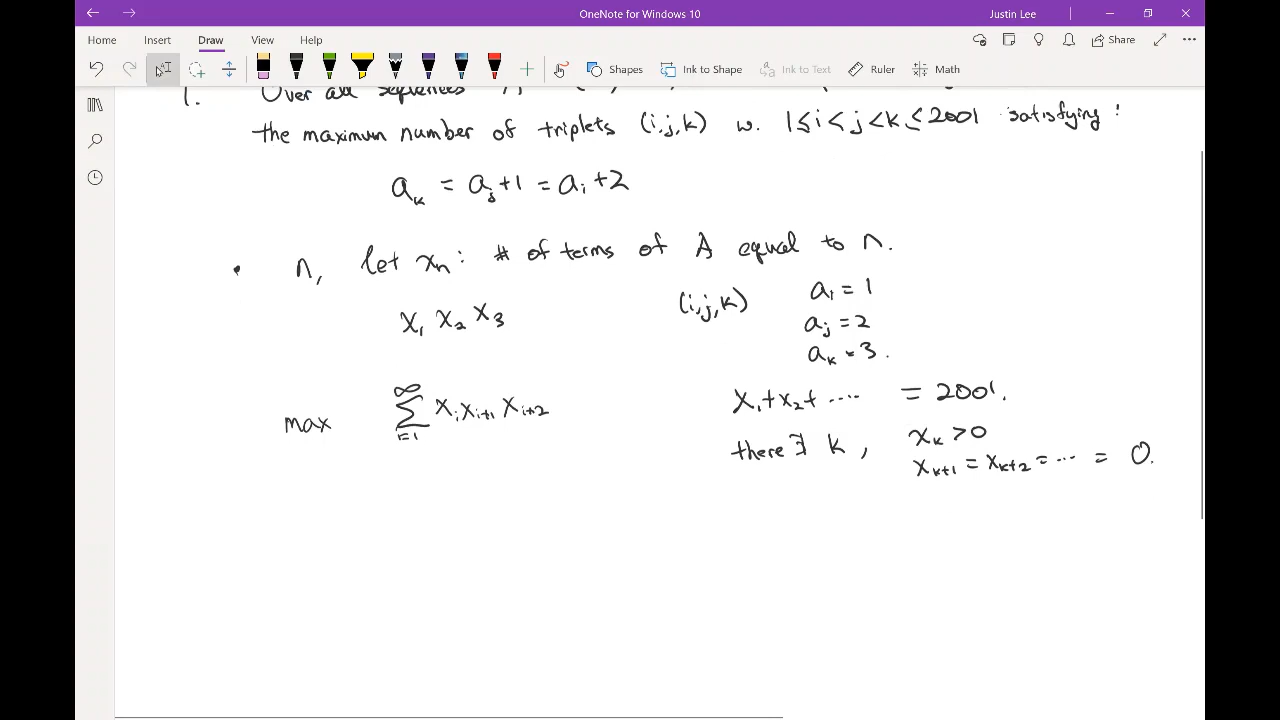 OneNote for Windows 10
Justin Lee
Home Insert Draw View Help
Share
Shapes Ink to Shape Ink to Text Ruler Math
1. Over all sequences
the maximum number of triplets (i,j,k) w. 1≤i<j<k≤2001 satisfying :
a_k = a_j+1 = a_i+2
• n, let x_n : # of terms of A equal to n.
x_1 x_2 x_3
(i,j,k)
a_i = 1
a_j = 2
a_k = 3.
max ∑_{i=1}^{∞} x_i x_{i+1} x_{i+2}
x_1+x_2+ .... = 2001.
there ∃ k, x_k >0
x_{k+1} = x_{k+2} = ... = 0.